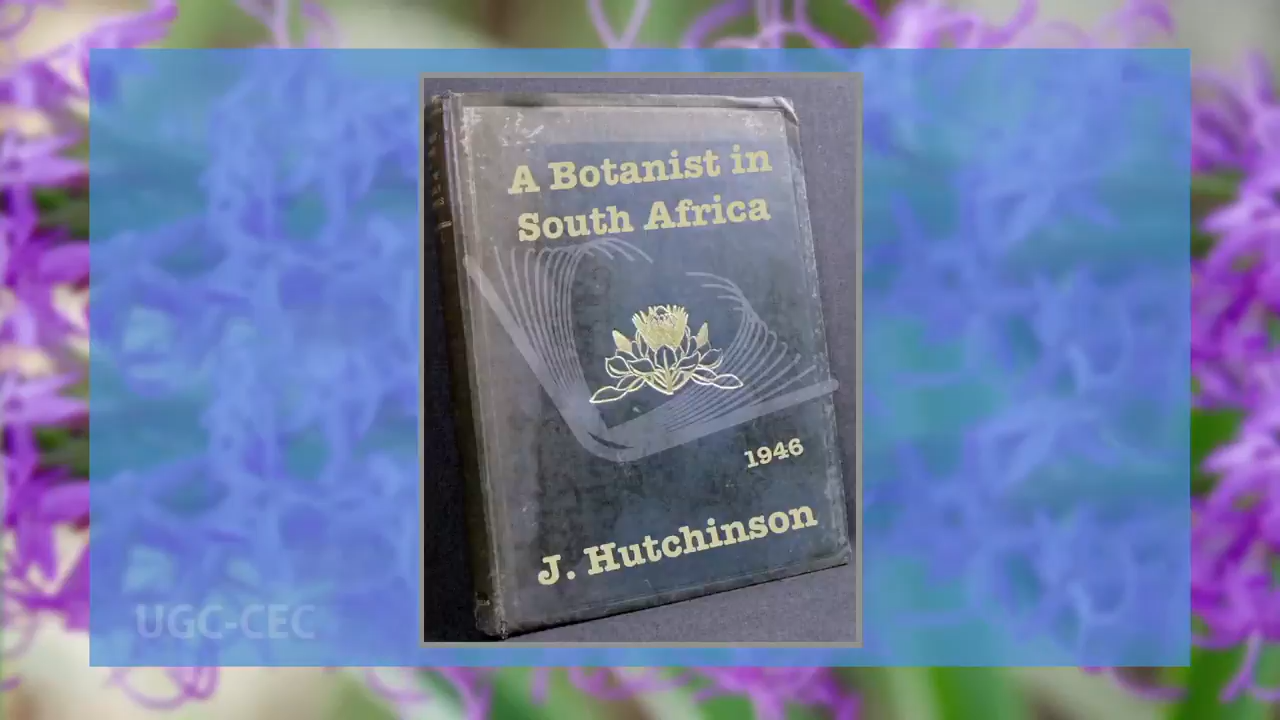 A Botanist in
South Africa
1946
J. Hutchinson
UGC-CEC